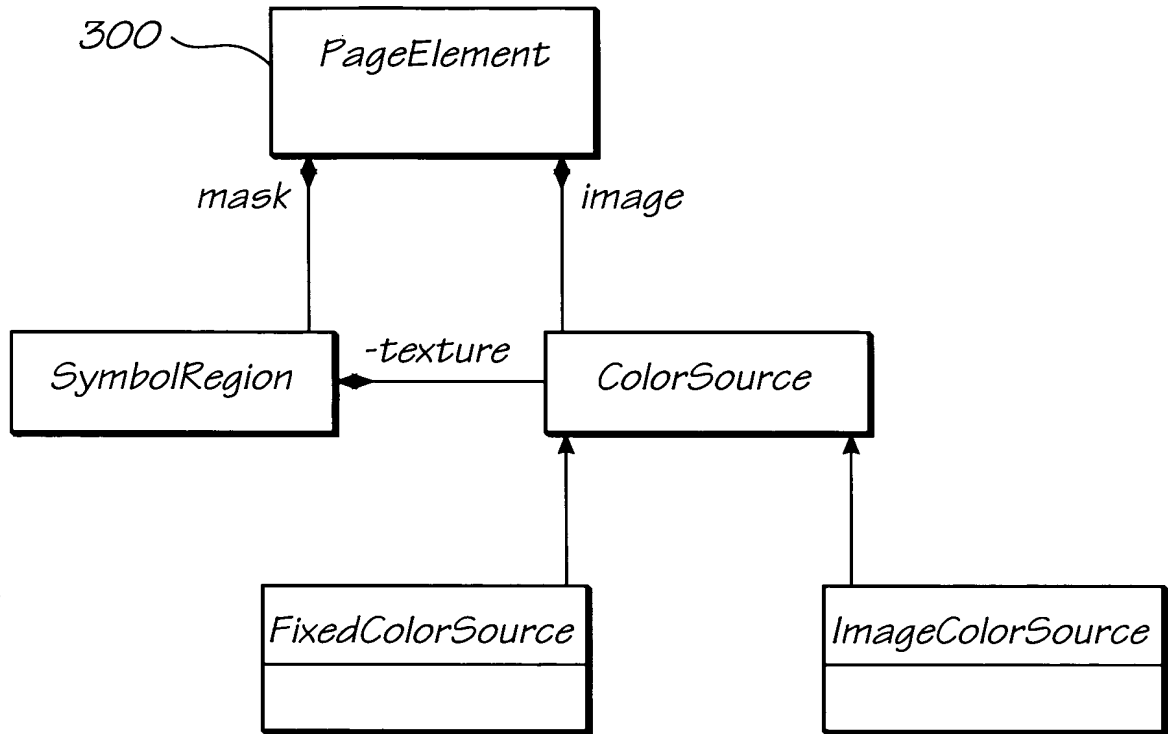 300
PageElement
mask
image
SymbolRegion
-texture
ColorSource
FixedColorSource
ImageColorSource